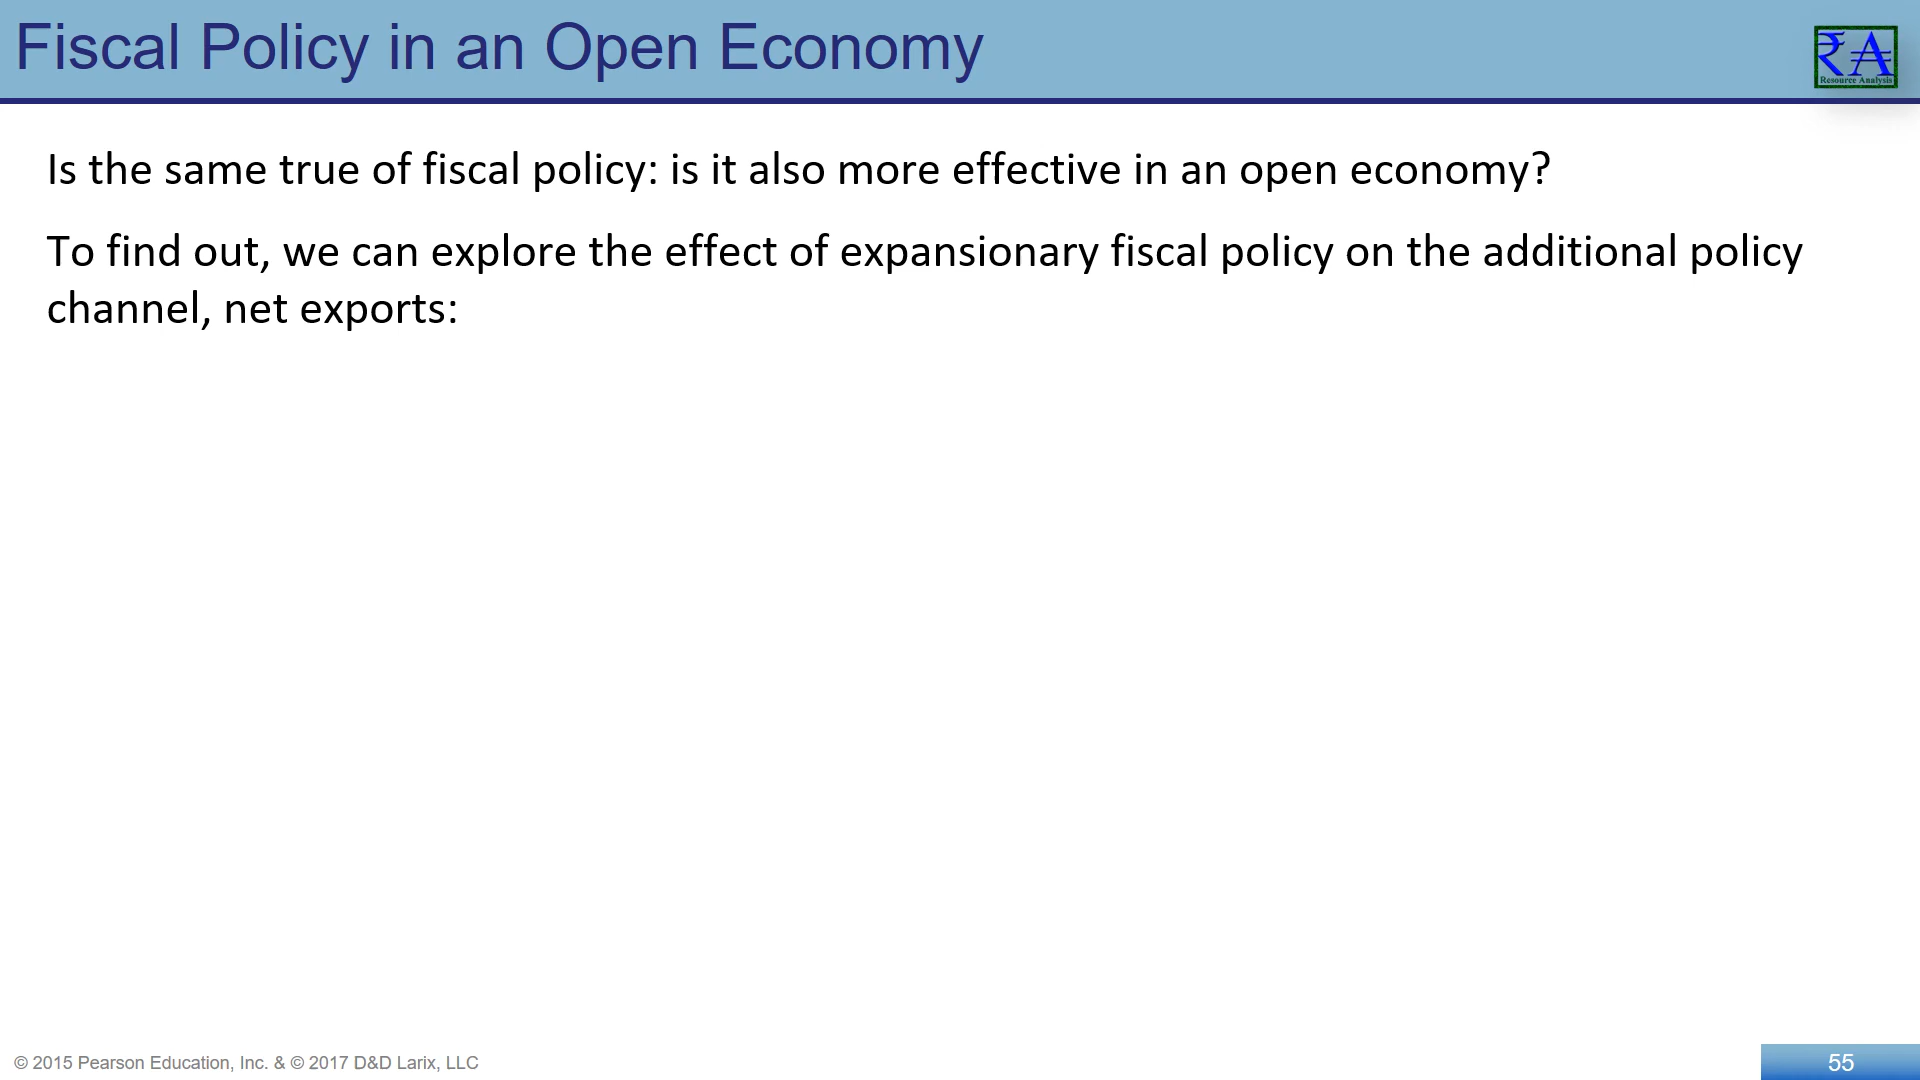 Fiscal Policy in an Open Economy
₹A
Resource Analysis
Is the same true of fiscal policy: is it also more effective in an open economy?
To find out, we can explore the effect of expansionary fiscal policy on the additional policy
channel, net exports:
© 2015 Pearson Education, Inc. & © 2017 D&D Larix, LLC
55